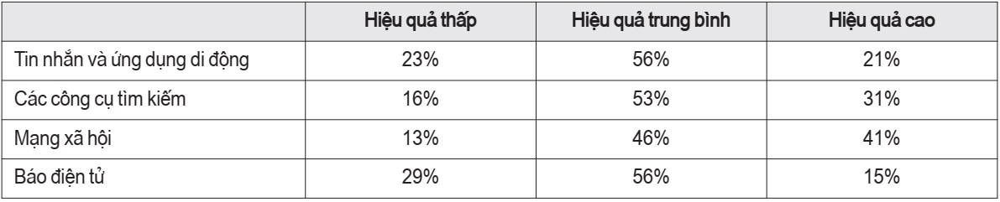 Hiệu quả thấp Hiệu quả trung bình Hiệu quả cao
Tin nhắn và ứng dụng di động 23% 56% 21%
Các công cụ tìm kiếm 16% 53% 31%
Mạng xã hội 13% 46% 41%
Báo điện tử 29% 56% 15%